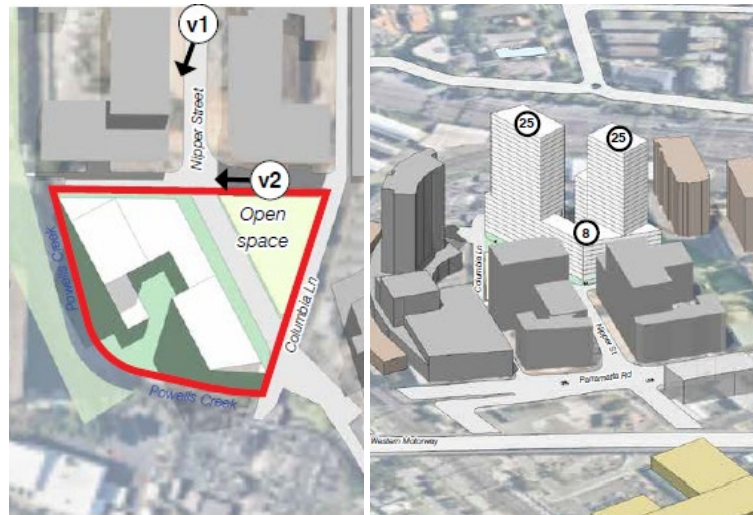 v1
Nipper Street
v2
Open
space
Powells Creek
Columbia Ln
Powells Creek
25
25
8
Columbia Ln
Nipper St
Parramatta Rd
Western Motorway